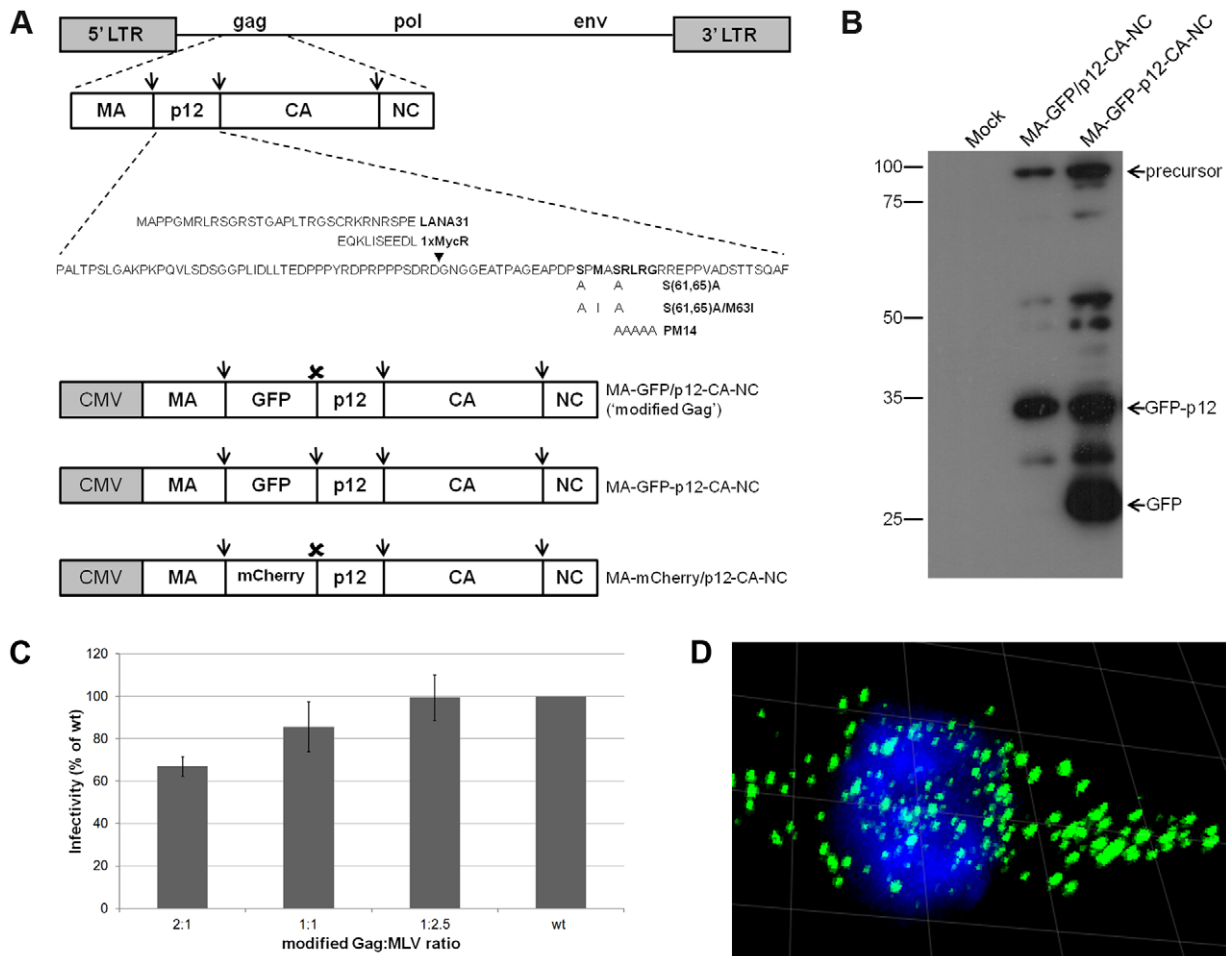 A
5' LTR
gag
pol
env
3' LTR
MA
p12
CA
NC
MAPPGMRLRSGRSTGAPLTRGSCRKRNRSPE LANA31
EQKLISEEDL 1xMycR
PALTPSLGAKPKPQVLSDSGGPLIDLLTEDPPPYRDPRPPPSDRDGNGGEATPAGEAPDPSPMASRLRGRREPPVADSTTSQAF
A A S(61,65)A
A I A S(61,65)A/M63I
AAAAA PM14
CMV
MA
GFP
p12
CA
NC
MA-GFP/p12-CA-NC
('modified Gag')
CMV
MA
GFP
p12
CA
NC
MA-GFP-p12-CA-NC
CMV
MA
mCherry
p12
CA
NC
MA-mCherry/p12-CA-NC
B
Mock
MA-GFP/p12-CA-NC
MA-GFP-p12-CA-NC
100
75
50
35
25
precursor
GFP-p12
GFP
C
Infectivity (% of wt)
120
100
80
60
40
20
0
2:1
1:1
1:2.5
wt
modified Gag:MLV ratio
D